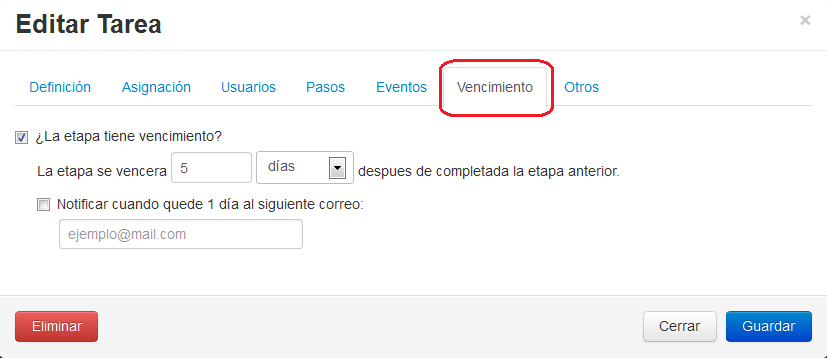 Editar Tarea ×
Definición Asignación Usuarios Pasos Eventos Vencimiento Otros
¿La etapa tiene vencimiento?
La etapa se vencera 5 días despues de completada la etapa anterior.
Notificar cuando quede 1 día al siguiente correo:
ejemplo@mail.com
Eliminar Cerrar Guardar